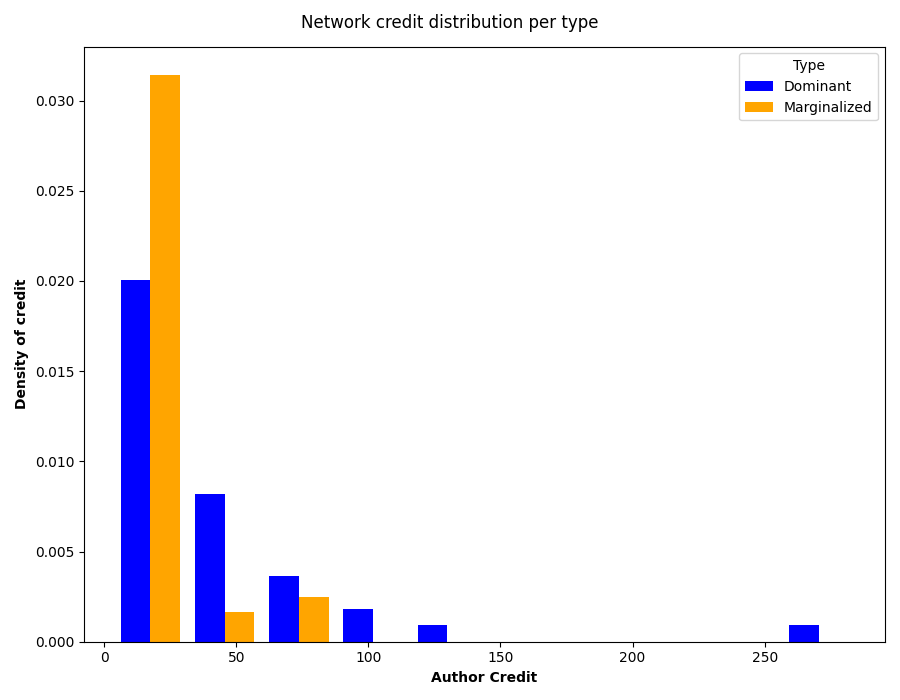 Network credit distribution per type
Type
Dominant
Marginalized
0.030
0.025
0.020
0.015
0.010
0.005
0.000
Density of credit
0 50 100 150 200 250
Author Credit